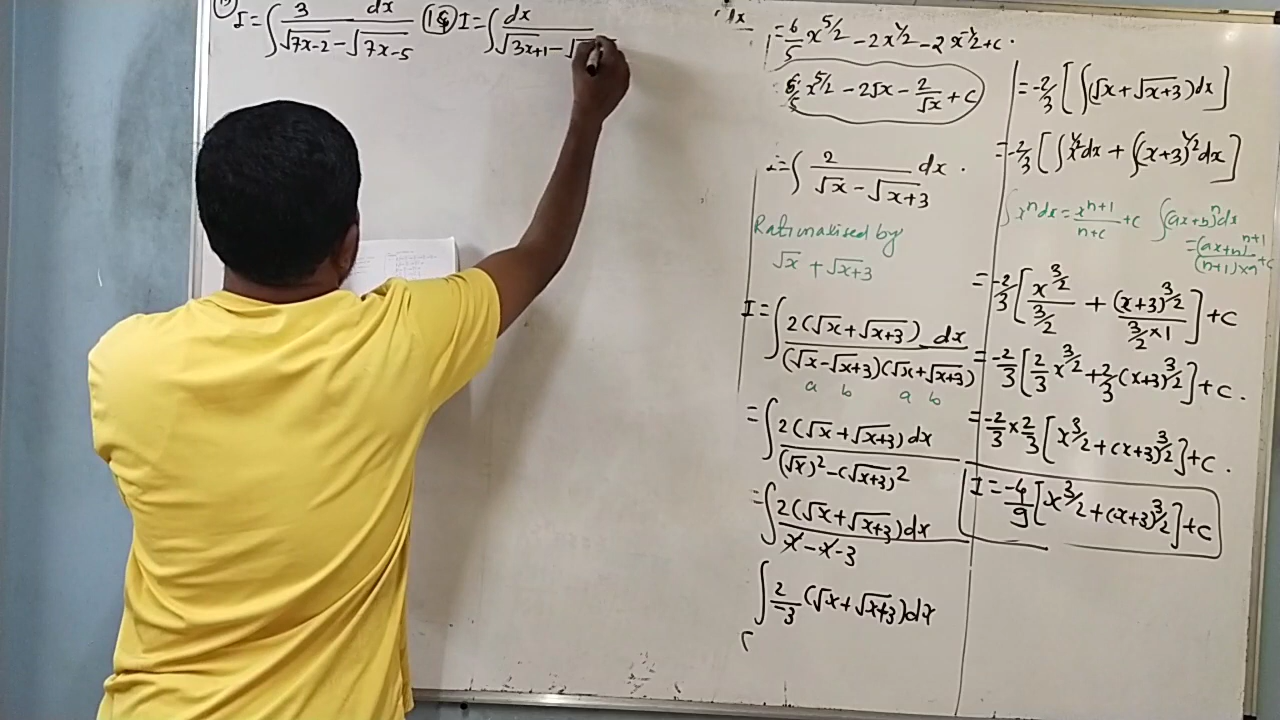 I = ∫ 3 dx / (√7x-2 - √7x-5)
I = ∫ dx / (√3x+1 - √
dx
= 6/5 x^5/2 - 2x^1/2 - 2x^-1/2 + c.
6/5 x^5/2 - 2√x - 2/√x + c
= ∫ 2 / (√x - √x+3) dx.
Rationalised by
√x + √x+3
I = ∫ 2(√x + √x+3) dx / (√x - √x+3)(√x + √x+3)
a b a b
= ∫ 2(√x + √x+3) dx / (√x)² - (√x+3)²
= ∫ 2(√x + √x+3) dx / x - x - 3
∫ 2/-3 (√x + √x+3) dx
= -2/3 [∫(√x + √x+3) dx]
= -2/3 [∫x^1/2 dx + ∫(x+3)^1/2 dx]
∫ x^n dx = x^n+1 / n+c + c ∫(ax+b)^n dx
= (ax+n)^n+1 / (n+1)×n + c
= -2/3 [x^3/2 / 3/2 + (x+3)^3/2 / 3/2 × 1] + c
= -2/3 [2/3 x^3/2 + 2/3 (x+3)^3/2] + c.
= -2/3 × 2/3 [x^3/2 + (x+3)^3/2] + c.
I = -4/9 [x^3/2 + (x+3)^3/2] + c